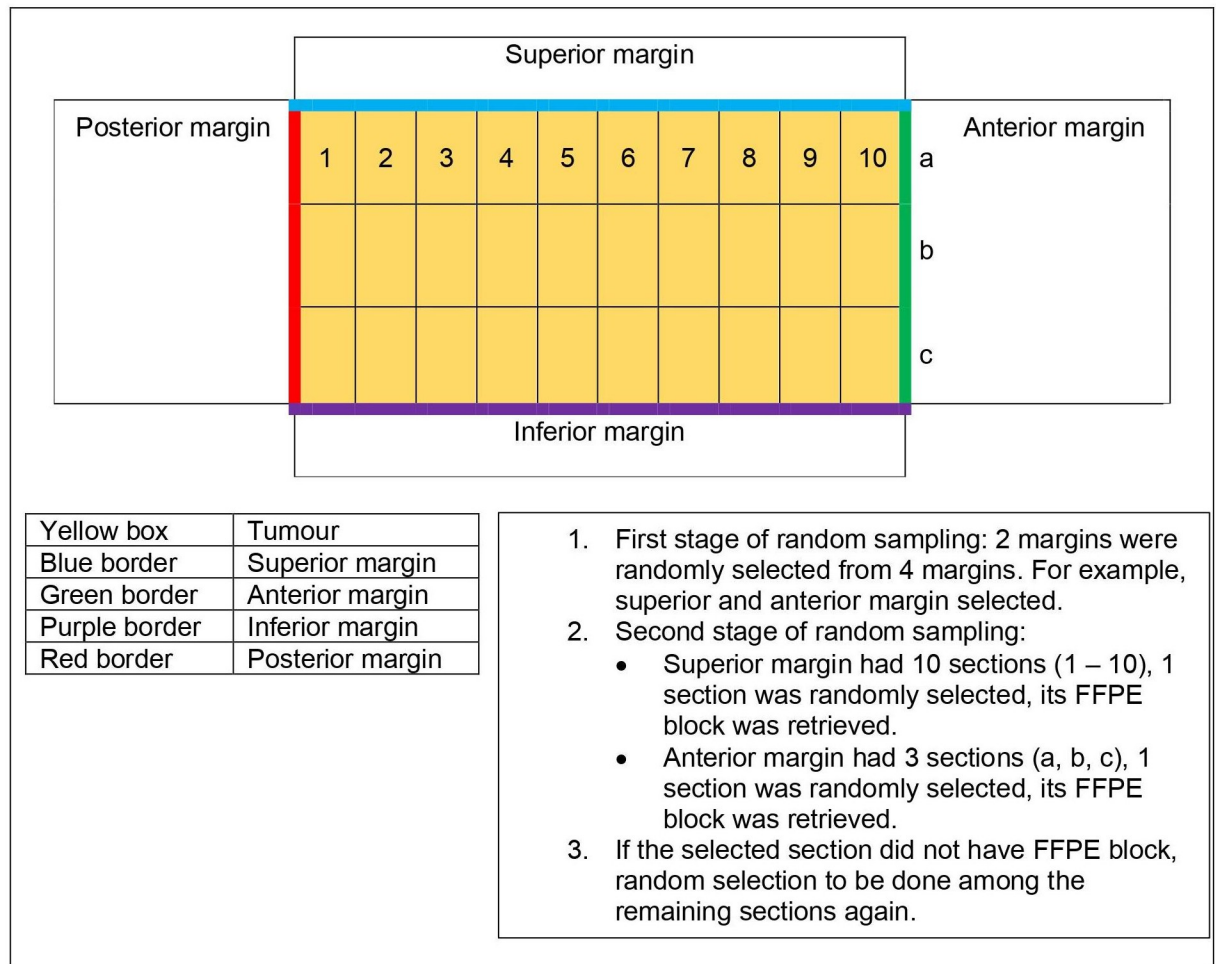 Superior margin
Posterior margin
Anterior margin
1 2 3 4 5 6 7 8 9 10 a
b
c
Inferior margin
Yellow box Tumour
Blue border Superior margin
Green border Anterior margin
Purple border Inferior margin
Red border Posterior margin
1. First stage of random sampling: 2 margins were
randomly selected from 4 margins. For example,
superior and anterior margin selected.
2. Second stage of random sampling:
• Superior margin had 10 sections (1 – 10), 1
section was randomly selected, its FFPE
block was retrieved.
• Anterior margin had 3 sections (a, b, c), 1
section was randomly selected, its FFPE
block was retrieved.
3. If the selected section did not have FFPE block,
random selection to be done among the
remaining sections again.